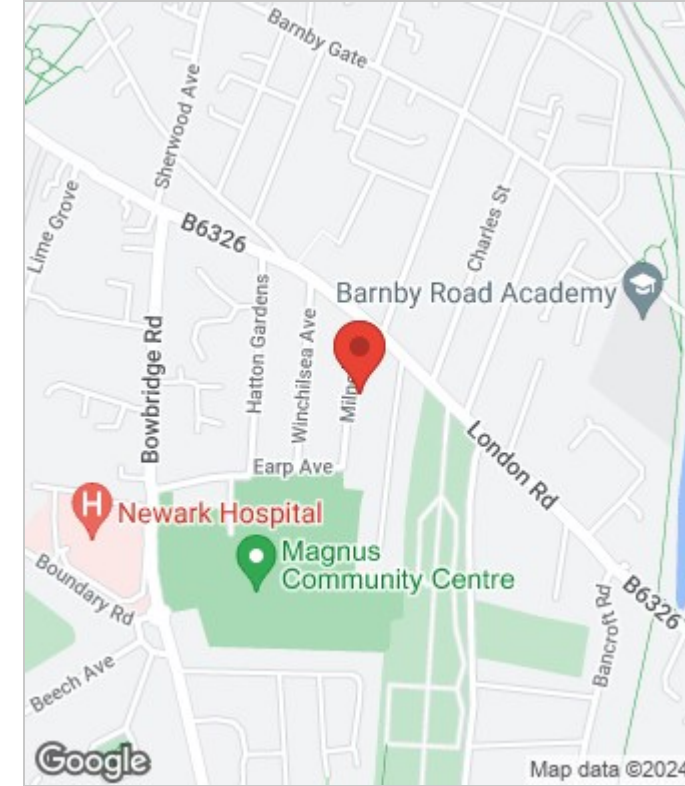 Barnby Gate
Sherwood Ave
Lime Grove
B6326
Charles St
Barnby Road Academy
Hatton Gardens
Winchilsea Ave
Bowbridge Rd
London Rd
Earp Ave
H
Newark Hospital
Magnus
Community Centre
Boundary Rd
B6326
Bancroft Rd
Beech Ave
Google
Map data ©2024